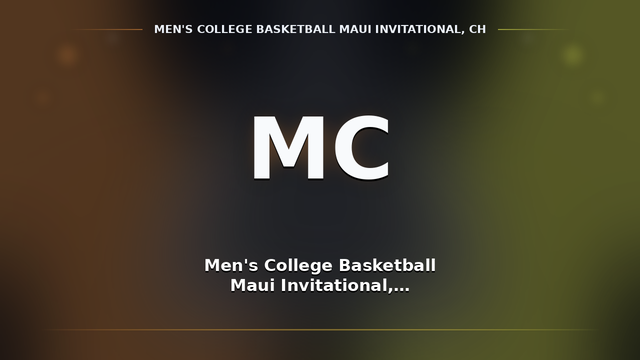 MEN'S COLLEGE BASKETBALL MAUI INVITATIONAL, CH
MC
Men's College Basketball
Maui Invitational,...